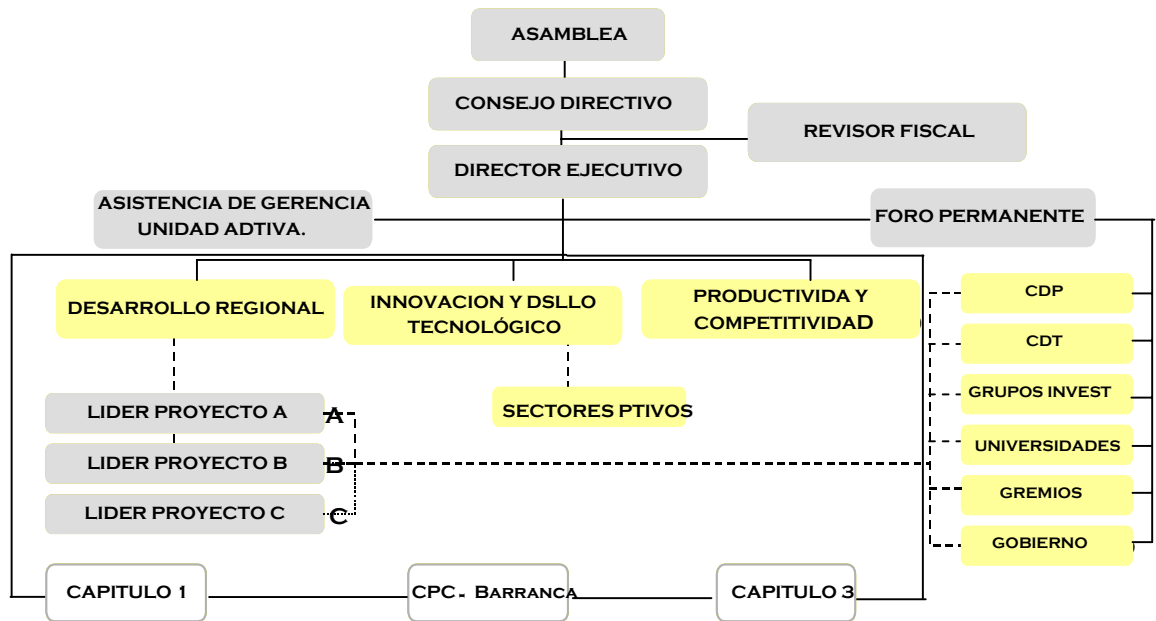 ASAMBLEA
CONSEJO DIRECTIVO
REVISOR FISCAL
DIRECTOR EJECUTIVO
ASISTENCIA DE GERENCIA
UNIDAD ADTIVA.
FORO PERMANENTE
DESARROLLO REGIONAL
INNOVACION Y DSLLO
TECNOLÓGICO
PRODUCTIVIDA Y
COMPETITIVIDAD
CDP
CDT
GRUPOS INVEST
UNIVERSIDADES
GREMIOS
GOBIERNO
SECTORES PTIVOS
LIDER PROYECTO A
A
LIDER PROYECTO B
B
LIDER PROYECTO C
C
CAPITULO 1
CPC- BARRANCA
CAPITULO 3